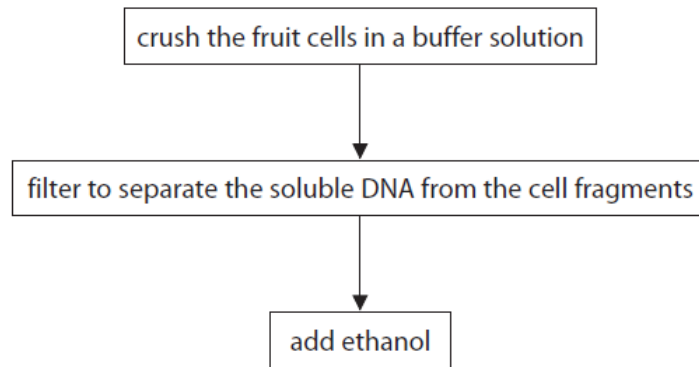 crush the fruit cells in a buffer solution
filter to separate the soluble DNA from the cell fragments
add ethanol